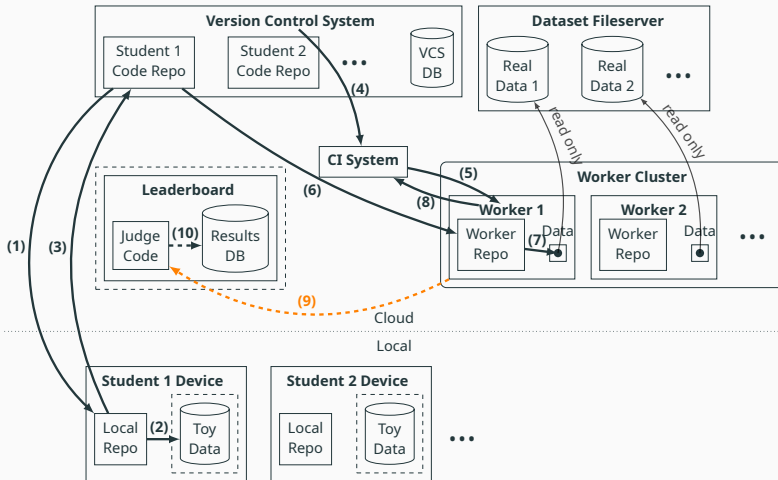 Version Control System
Student 1
Code Repo
Student 2
Code Repo
•••
VCS
DB
Dataset Fileserver
Real
Data 1
Real
Data 2
•••
(4)
read only
read only
CI System
(5)
Worker Cluster
(6)
(8)
Leaderboard
Judge
Code
(10)
Results
DB
Worker 1
Worker
Repo
(7)
Data
Worker 2
Worker
Repo
Data
•••
(1)
(3)
(9)
Cloud
Local
Student 1 Device
Local
Repo
(2)
Toy
Data
Student 2 Device
Local
Repo
Toy
Data
•••